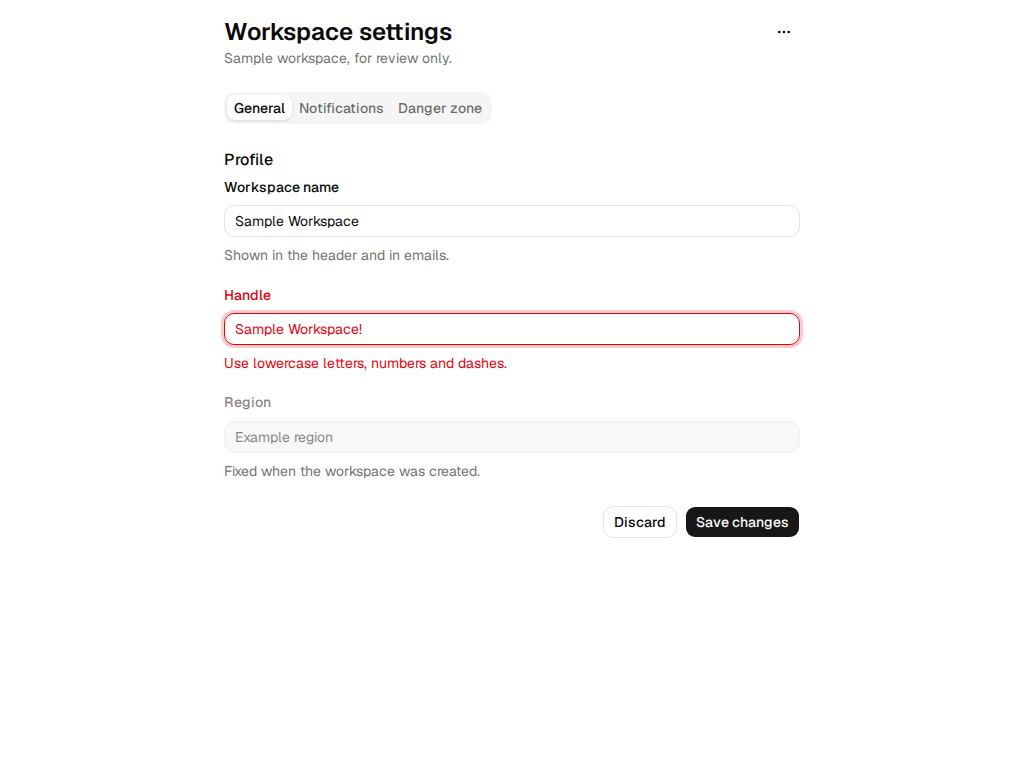 Workspace settings
Sample workspace, for review only.
General Notifications Danger zone
Profile
Workspace name
Sample Workspace
Shown in the header and in emails.
Handle
Sample Workspace!
Use lowercase letters, numbers and dashes.
Region
Example region
Fixed when the workspace was created.
Discard Save changes